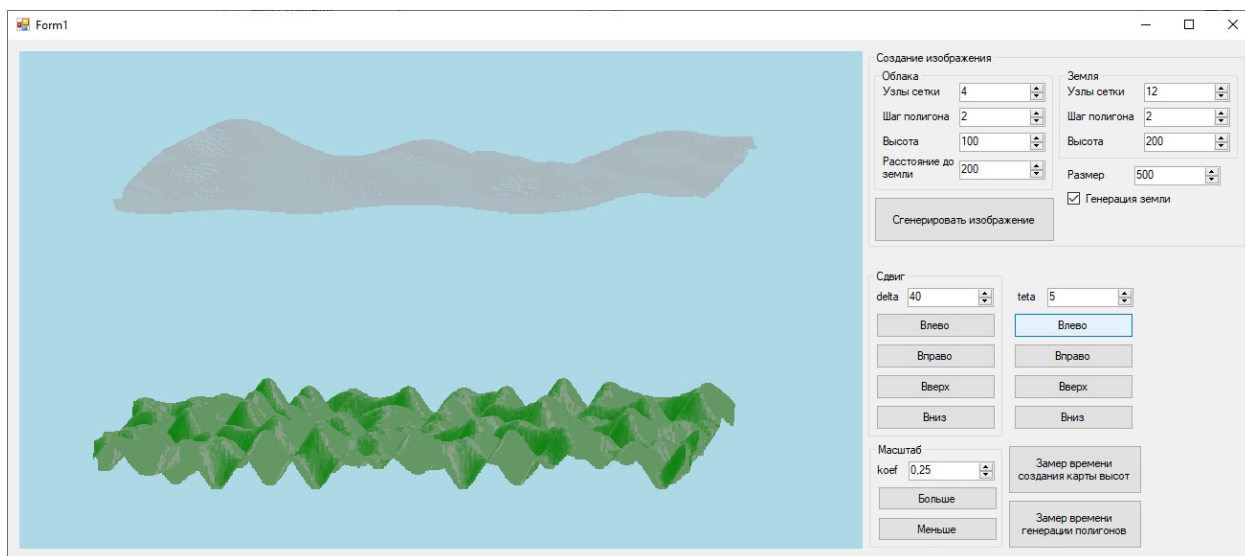 Form1
Создание изображения
Облака
Узлы сетки 4
Шаг полигона 2
Высота 100
Расстояние до
земли 200
Земля
Узлы сетки 12
Шаг полигона 2
Высота 200
Размер 500
Генерация земли
Сгенерировать изображение
Сдвиг
delta 40
Влево
Вправо
Вверх
Вниз
teta 5
Влево
Вправо
Вверх
Вниз
Масштаб
koef 0,25
Больше
Меньше
Замер времени
создания карты высот
Замер времени
генерации полигонов